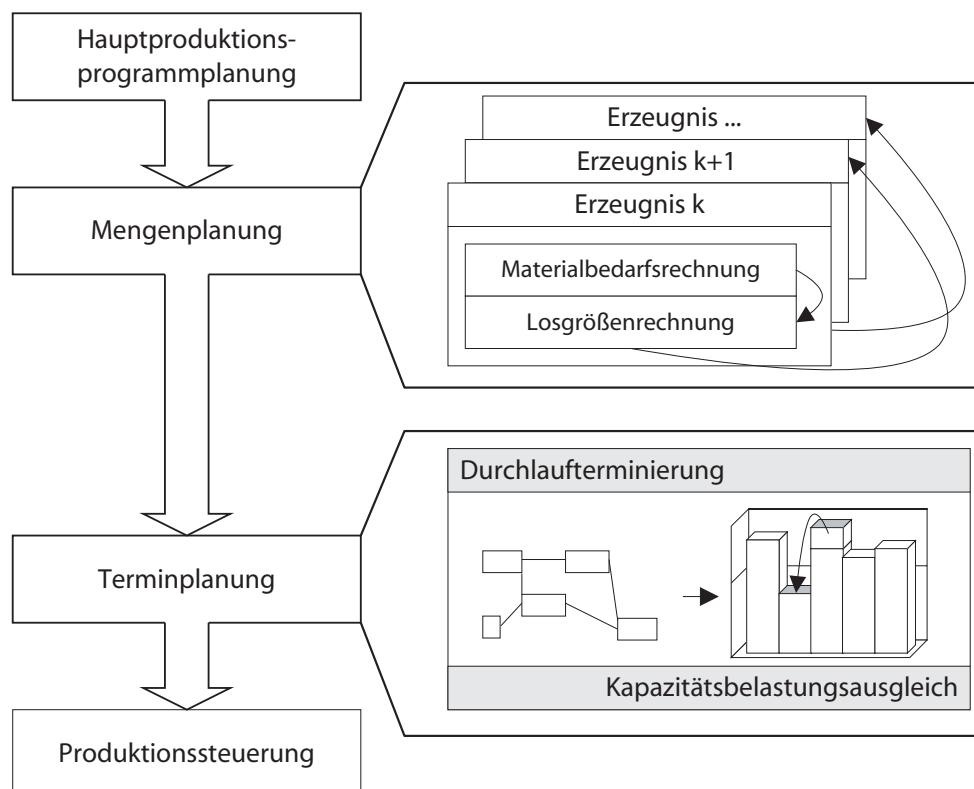 Hauptproduktions-
programmplanung
Mengenplanung
Erzeugnis ...
Erzeugnis k+1
Erzeugnis k
Materialbedarfsrechnung
Losgrößenrechnung
Terminplanung
Durchlaufterminierung
Kapazitätsbelastungsausgleich
Produktionssteuerung